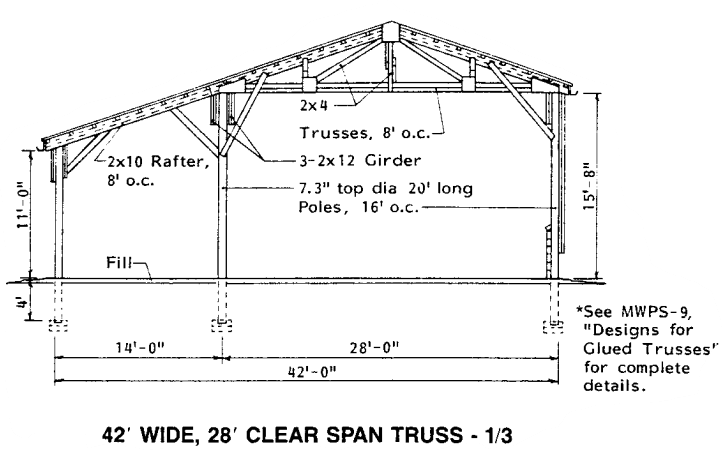 2x4
Trusses, 8' o.c.
2x10 Rafter,
8' o.c.
3-2x12 Girder
7.3" top dia 20' long
Poles, 16' o.c.
11'-0"
15'-8"
Fill
4'
14'-0"
28'-0"
42'-0"
*See MWPS-9,
"Designs for
Glued Trusses"
for complete
details.
42' WIDE, 28' CLEAR SPAN TRUSS - 1/3